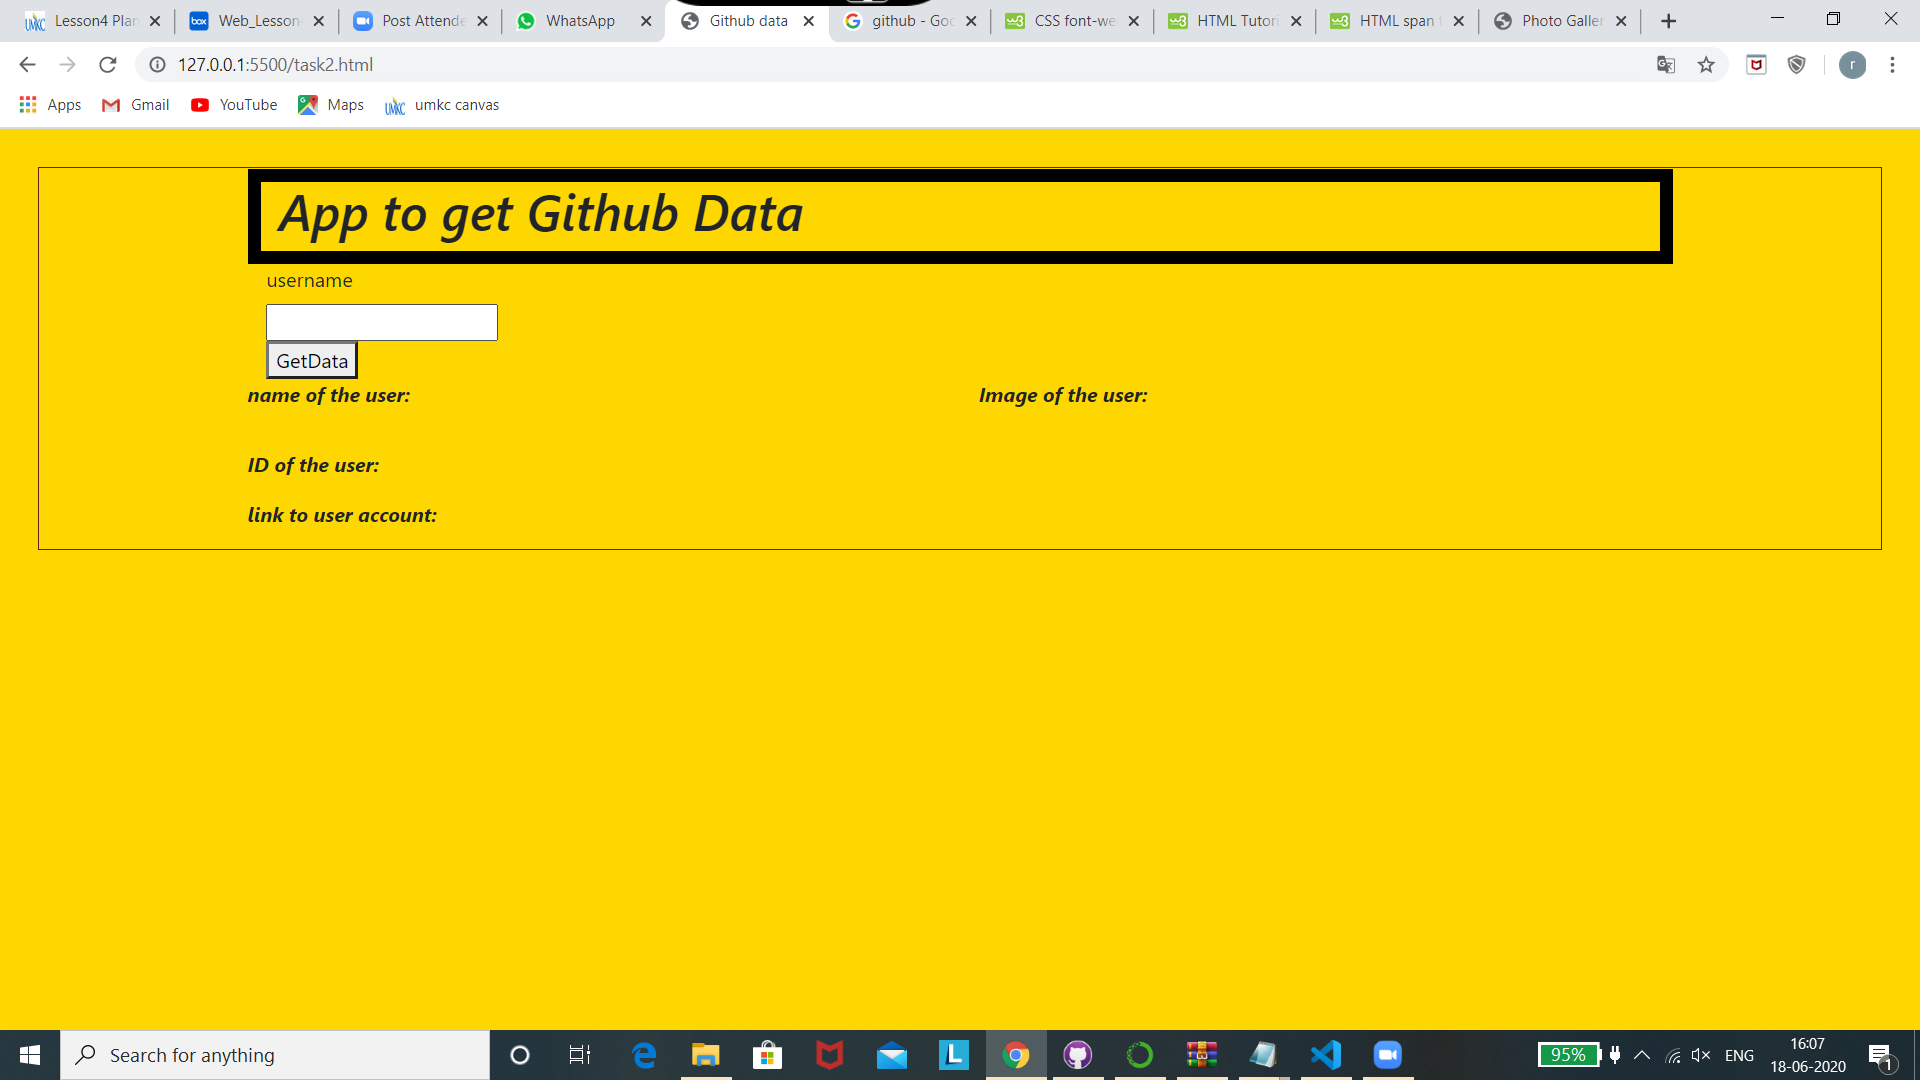 Lesson4 Plan
Web_Lesson
Post Attende
WhatsApp
Github data
github - Goo
CSS font-we
HTML Tutori
HTML span t
Photo Galler
127.0.0.1:5500/task2.html
r
Apps
Gmail
YouTube
Maps
UMKC
umkc canvas
App to get Github Data
username
GetData
name of the user:
Image of the user:
ID of the user:
link to user account:
Search for anything
95%
ENG
16:07
18-06-2020
1